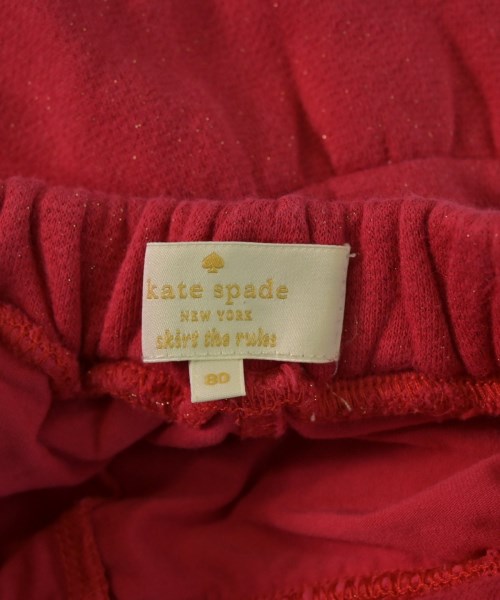 kate spade
NEW YORK
skirt the rules
80